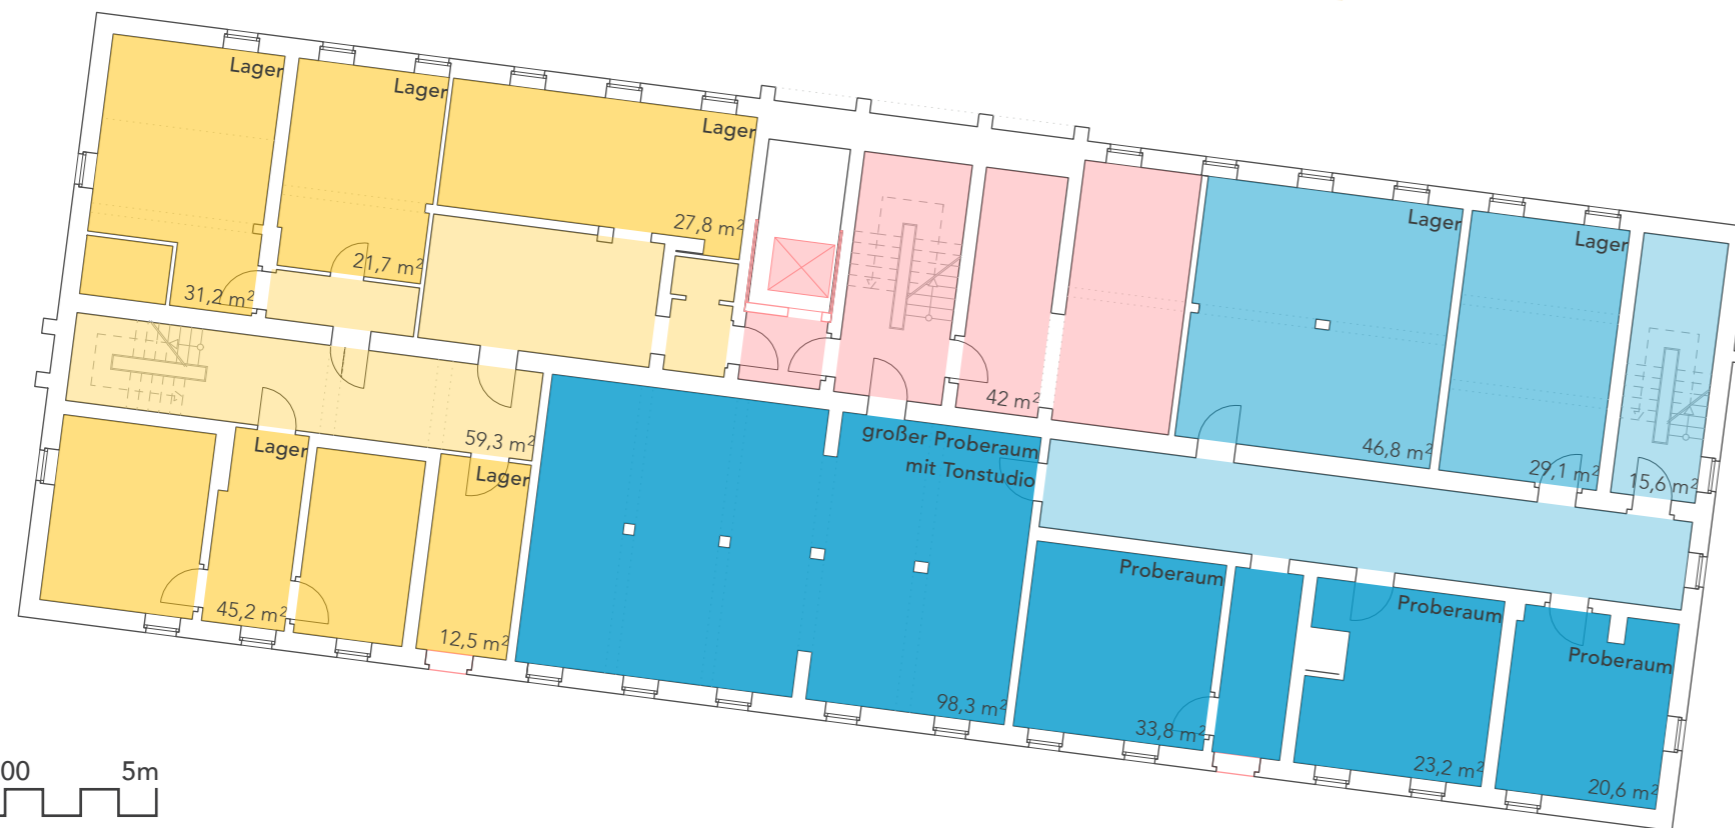 Lager
Lager
Lager
27,8 m²
21,7 m²
31,2 m²
Lager
Lager
42 m²
46,8 m²
29,1 m²
15,6 m²
59,3 m²
großer Proberaum
mit Tonstudio
Lager
Lager
45,2 m²
12,5 m²
98,3 m²
Proberaum
33,8 m²
Proberaum
23,2 m²
Proberaum
20,6 m²
00 5m